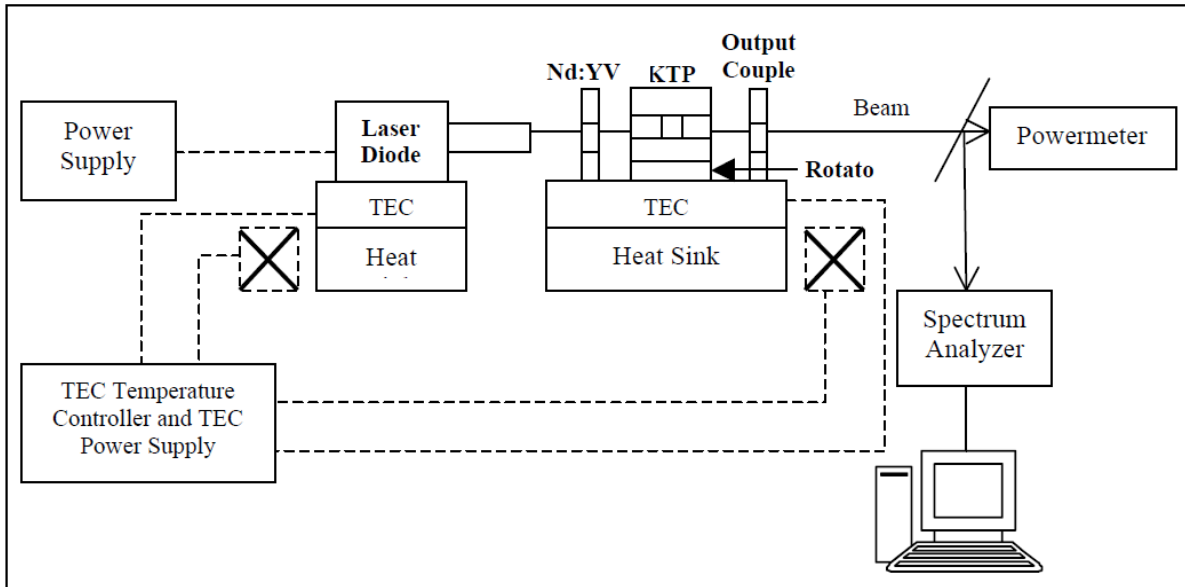 Output
Couple
Nd:YV
KTP
Power
Supply
Laser
Diode
Beam
Powermeter
Rotato
TEC
TEC
Heat
Heat Sink
Spectrum
Analyzer
TEC Temperature
Controller and TEC
Power Supply